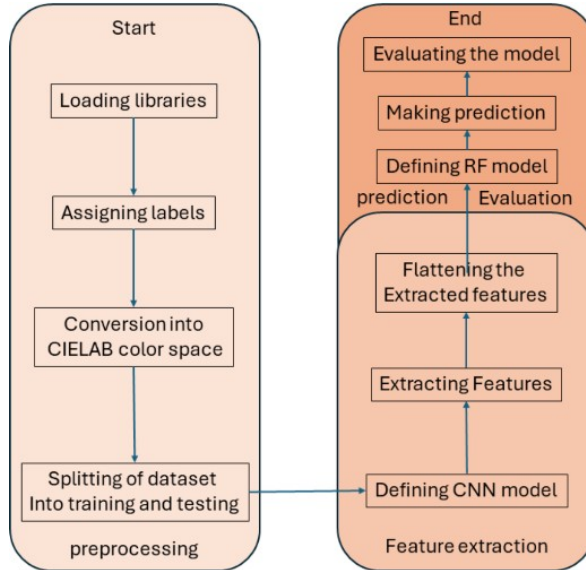 Start
Loading libraries
Assigning labels
Conversion into
CIELAB color space
Splitting of dataset
Into training and testing
preprocessing
End
Evaluating the model
Making prediction
Defining RF model
prediction Evaluation
Flattening the
Extracted features
Extracting Features
Defining CNN model
Feature extraction